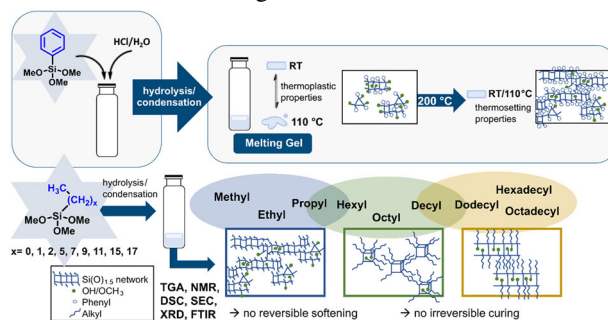 HCl/H₂O
Si
MeO OMe
OMe
hydrolysis/
condensation
RT
thermoplastic
properties
110 °C
Melting Gel
200 °C
RT/110°C
thermosetting
properties
H₃C
(CH₂)ₓ
Si
MeO OMe
OMe
x= 0, 1, 2, 5, 7, 9, 11, 15, 17
hydrolysis/
condensation
Si(O)₁.₅ network
OH/OCH₃
Phenyl
Alkyl
TGA, NMR,
DSC, SEC,
XRD, FTIR
Methyl
Ethyl
Propyl
Hexyl
Octyl
Decyl
Dodecyl
Hexadecyl
Octadecyl
→ no reversible softening
→ no irreversible curing